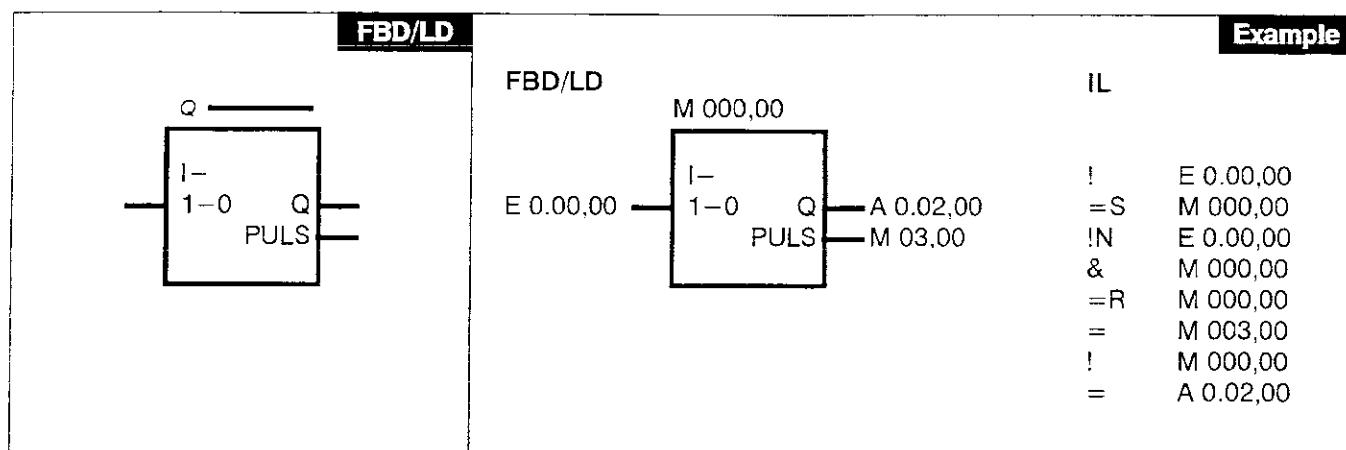 FBD/LD
Q
I–
1–0 Q
PULS
Example
FBD/LD
IL
M 000,00
I–
E 0.00,00 1–0 Q A 0.02,00
PULS M 03,00
! E 0.00,00
=S M 000,00
!N E 0.00,00
& M 000,00
=R M 000,00
= M 003,00
! M 000,00
= A 0.02,00